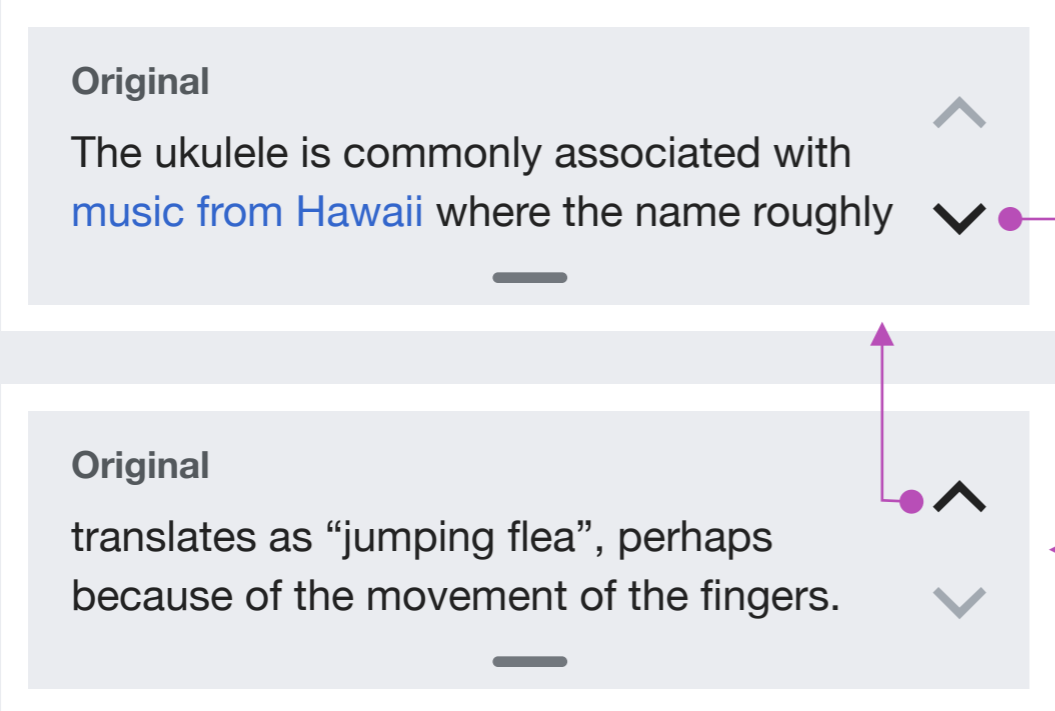 Original
The ukulele is commonly associated with
music from Hawaii where the name roughly
Original
translates as “jumping flea”, perhaps
because of the movement of the fingers.